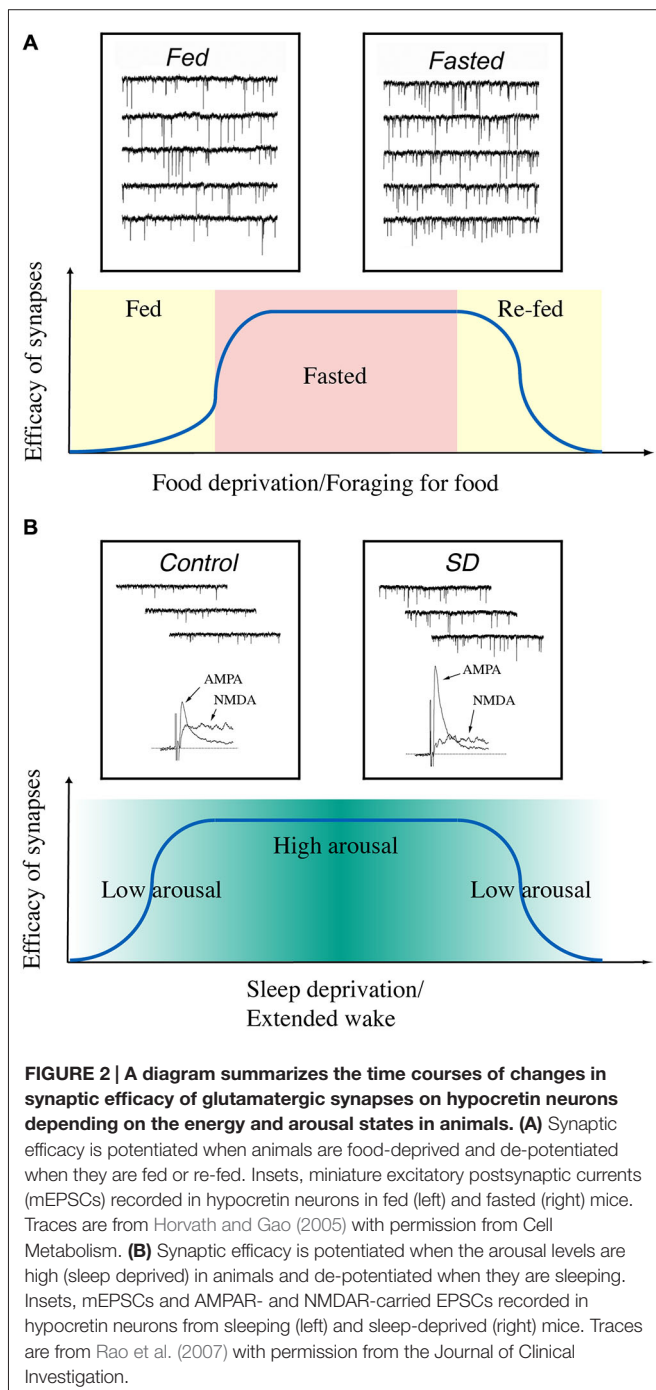 A
Fed
Fasted
Efficacy of synapses
Fed
Fasted
Re-fed
Food deprivation/Foraging for food
B
Control
SD
AMPA
NMDA
AMPA
NMDA
Efficacy of synapses
Low arousal
High arousal
Low arousal
Sleep deprivation/
Extended wake
FIGURE 2 | A diagram summarizes the time courses of changes in
synaptic efficacy of glutamatergic synapses on hypocretin neurons
depending on the energy and arousal states in animals. (A) Synaptic
efficacy is potentiated when animals are food-deprived and de-potentiated
when they are fed or re-fed. Insets, miniature excitatory postsynaptic currents
(mEPSCs) recorded in hypocretin neurons in fed (left) and fasted (right) mice.
Traces are from Horvath and Gao (2005) with permission from Cell
Metabolism. (B) Synaptic efficacy is potentiated when the arousal levels are
high (sleep deprived) in animals and de-potentiated when they are sleeping.
Insets, mEPSCs and AMPAR- and NMDAR-carried EPSCs recorded in
hypocretin neurons from sleeping (left) and sleep-deprived (right) mice. Traces
are from Rao et al. (2007) with permission from the Journal of Clinical
Investigation.